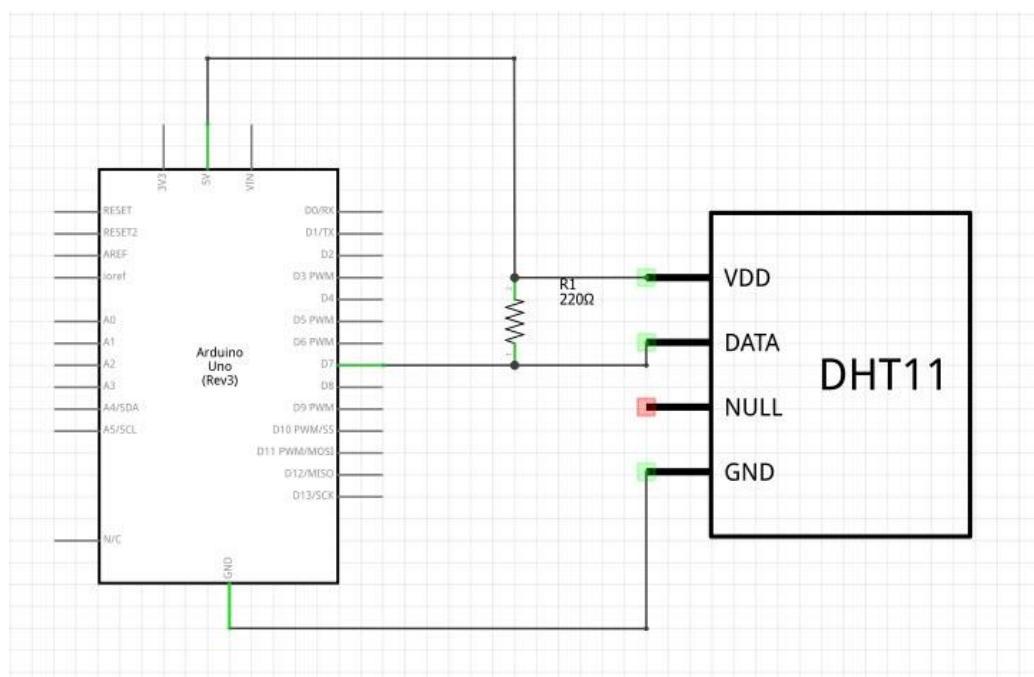 3V3
5V
VIN
RESET
RESET2
AREF
ioref
A0
A1
A2
A3
A4/SDA
A5/SCL
N/C
Arduino
Uno
(Rev3)
D0/RX
D1/TX
D2
D3 PWM
D4
D5 PWM
D6 PWM
D7
D8
D9 PWM
D10 PWM/SS
D11 PWM/MOSI
D12/MISO
D13/SCK
GND
2
R1
220Ω
1
VDD
DATA
NULL
GND
DHT11